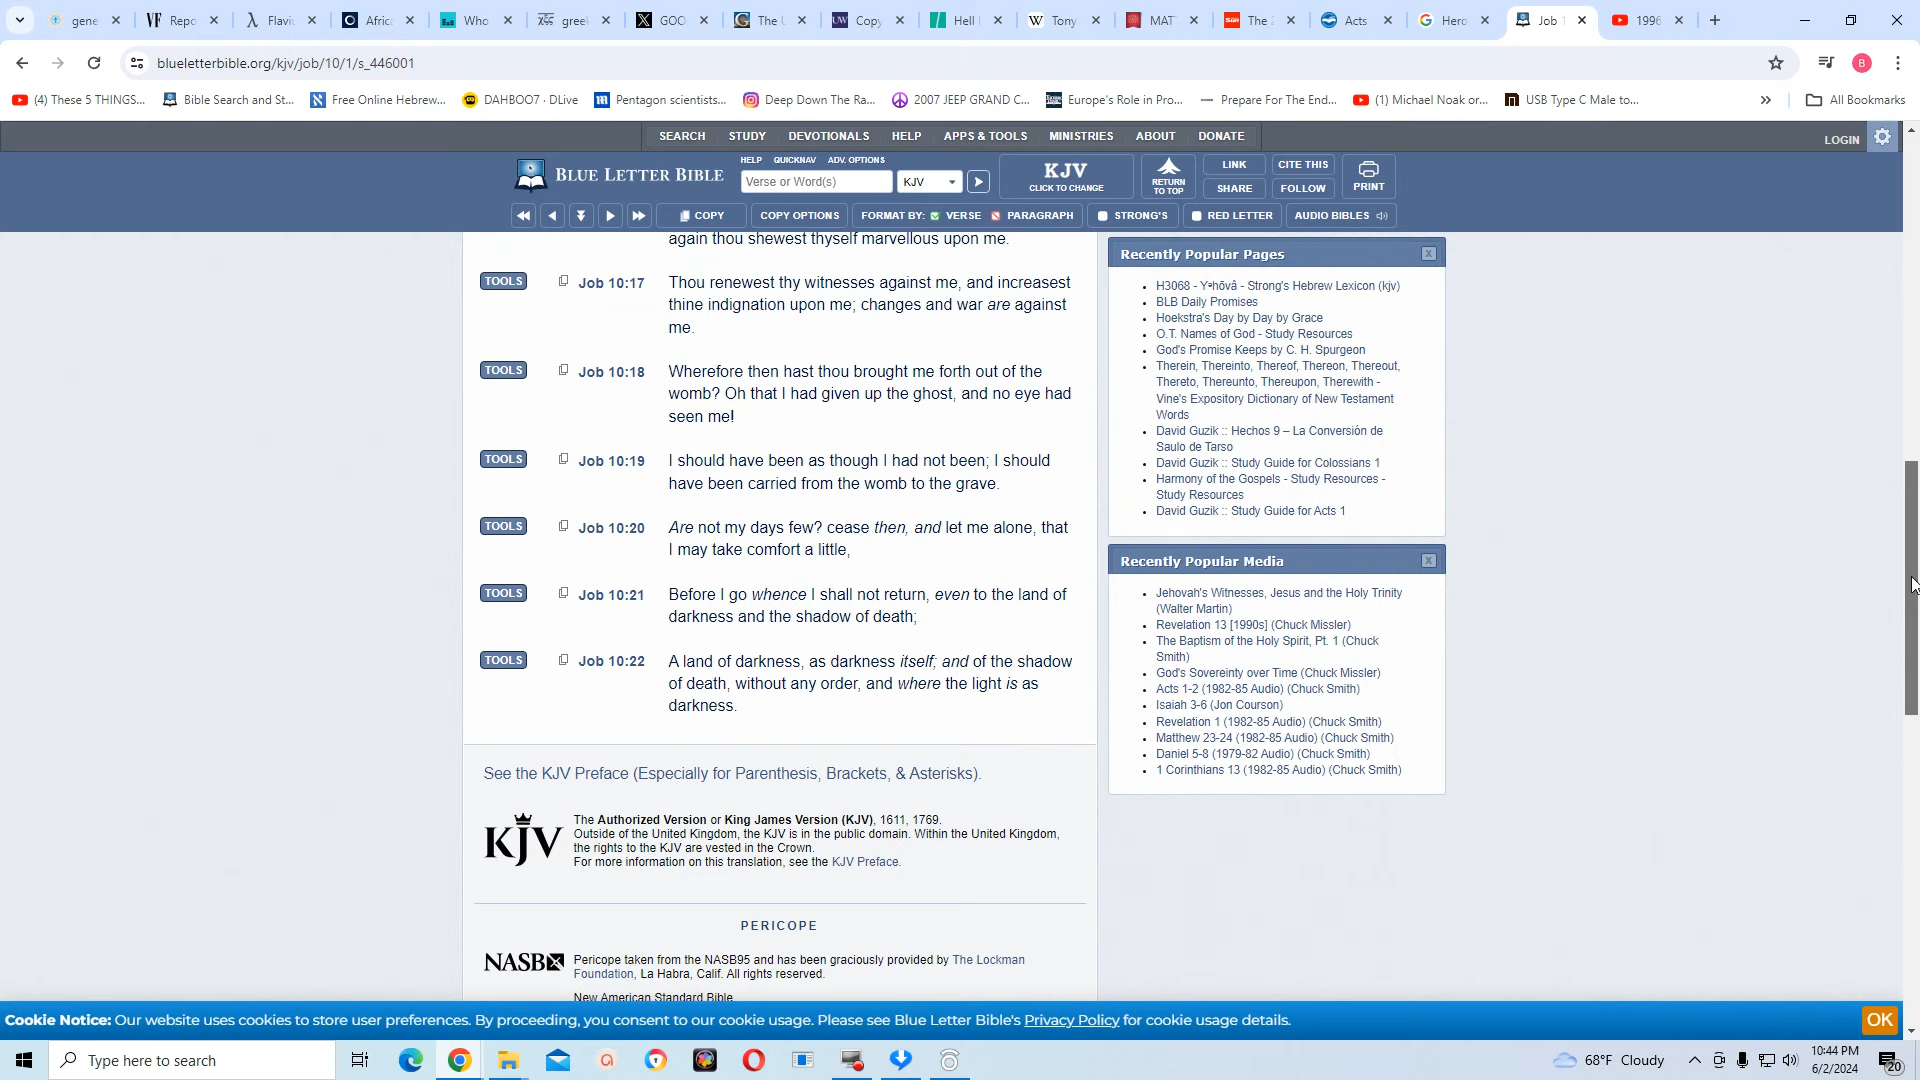 gene
Repo
Flavi
Africa
Who
greek
GOO
The U
Copy
Hell
Tony
MAT
The
Acts
Hero
Job 1
1996
blueletterbible.org/kjv/job/10/1/s_446001
B
(4) These 5 THINGS...
Bible Search and St...
Free Online Hebrew...
DAHBOO7 · DLive
Pentagon scientists...
Deep Down The Ra...
2007 JEEP GRAND C...
Europe's Role in Pro...
Prepare For The End...
(1) Michael Noak or...
USB Type C Male to...
All Bookmarks
SEARCH
STUDY
DEVOTIONALS
HELP
APPS & TOOLS
MINISTRIES
ABOUT
DONATE
LOGIN
BLUE LETTER BIBLE
HELP
QUICKNAV
ADV. OPTIONS
Verse or Word(s)
KJV
KJV
CLICK TO CHANGE
RETURN
TO TOP
LINK
SHARE
CITE THIS
FOLLOW
PRINT
COPY
COPY OPTIONS
FORMAT BY:
VERSE
PARAGRAPH
STRONG'S
RED LETTER
AUDIO BIBLES
again thou shewest thyself marvellous upon me.
TOOLS
Job 10:17
Thou renewest thy witnesses against me, and increasest
thine indignation upon me; changes and war are against
me.
TOOLS
Job 10:18
Wherefore then hast thou brought me forth out of the
womb? Oh that I had given up the ghost, and no eye had
seen me!
TOOLS
Job 10:19
I should have been as though I had not been; I should
have been carried from the womb to the grave.
TOOLS
Job 10:20
Are not my days few? cease then, and let me alone, that
I may take comfort a little,
TOOLS
Job 10:21
Before I go whence I shall not return, even to the land of
darkness and the shadow of death;
TOOLS
Job 10:22
A land of darkness, as darkness itself; and of the shadow
of death, without any order, and where the light is as
darkness.
See the KJV Preface (Especially for Parenthesis, Brackets, & Asterisks).
KJV
The Authorized Version or King James Version (KJV), 1611, 1769.
Outside of the United Kingdom, the KJV is in the public domain. Within the United Kingdom,
the rights to the KJV are vested in the Crown.
For more information on this translation, see the KJV Preface.
PERICOPE
NASB
Pericope taken from the NASB95 and has been graciously provided by The Lockman
Foundation, La Habra, Calif. All rights reserved.
New American Standard Bible
Recently Popular Pages
H3068 - Yᵊhōvâ - Strong's Hebrew Lexicon (kjv)
BLB Daily Promises
Hoekstra's Day by Day by Grace
O.T. Names of God - Study Resources
God's Promise Keeps by C. H. Spurgeon
Therein, Thereinto, Thereof, Thereon, Thereout,
Thereto, Thereunto, Thereupon, Therewith -
Vine's Expository Dictionary of New Testament
Words
David Guzik :: Hechos 9 – La Conversión de
Saulo de Tarso
David Guzik :: Study Guide for Colossians 1
Harmony of the Gospels - Study Resources -
Study Resources
David Guzik :: Study Guide for Acts 1
Recently Popular Media
Jehovah's Witnesses, Jesus and the Holy Trinity
(Walter Martin)
Revelation 13 [1990s] (Chuck Missler)
The Baptism of the Holy Spirit, Pt. 1 (Chuck
Smith)
God's Sovereinty over Time (Chuck Missler)
Acts 1-2 (1982-85 Audio) (Chuck Smith)
Isaiah 3-6 (Jon Courson)
Revelation 1 (1982-85 Audio) (Chuck Smith)
Matthew 23-24 (1982-85 Audio) (Chuck Smith)
Daniel 5-8 (1979-82 Audio) (Chuck Smith)
1 Corinthians 13 (1982-85 Audio) (Chuck Smith)
Cookie Notice: Our website uses cookies to store user preferences. By proceeding, you consent to our cookie usage. Please see Blue Letter Bible's Privacy Policy for cookie usage details.
OK
Type here to search
68°F Cloudy
10:44 PM
6/2/2024
20